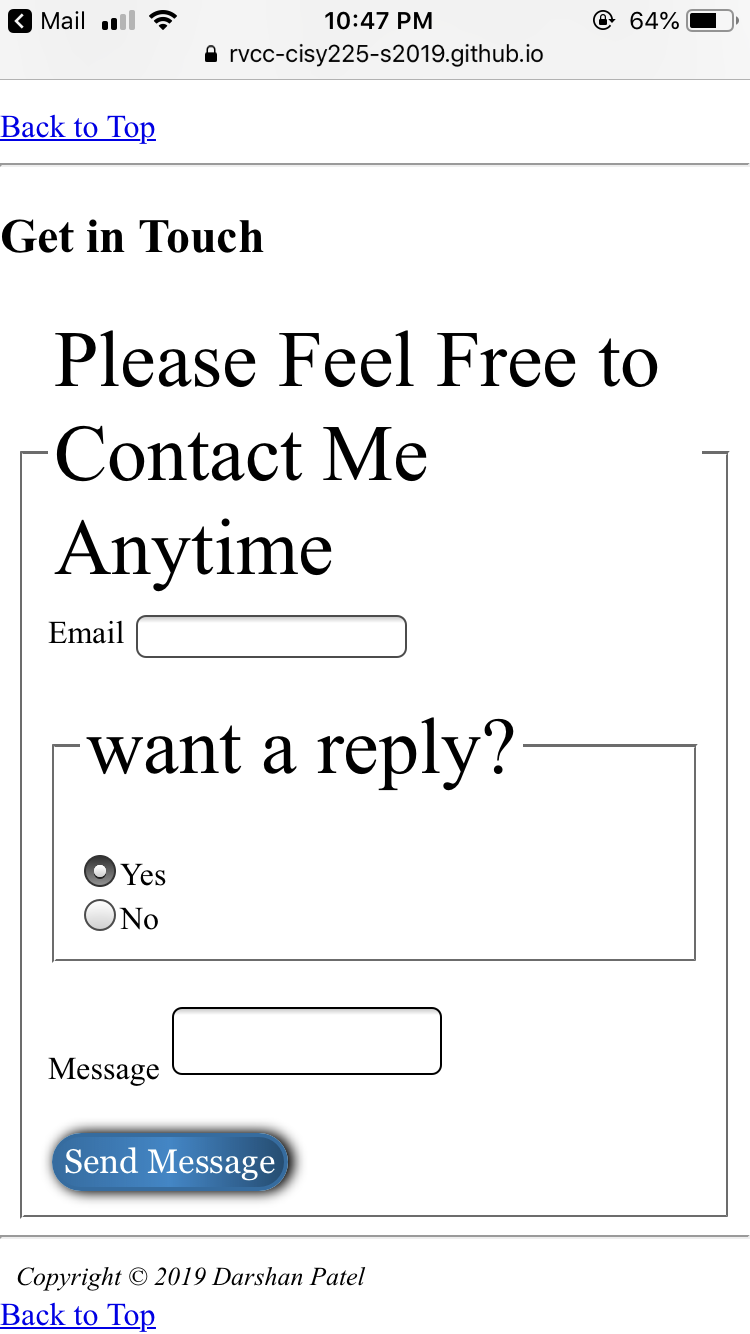 Mail 10:47 PM 64%
rvcc-cisy225-s2019.github.io
Back to Top
Get in Touch
Please Feel Free to
Contact Me
Anytime
Email
want a reply?
Yes
No
Message
Send Message
Copyright © 2019 Darshan Patel
Back to Top